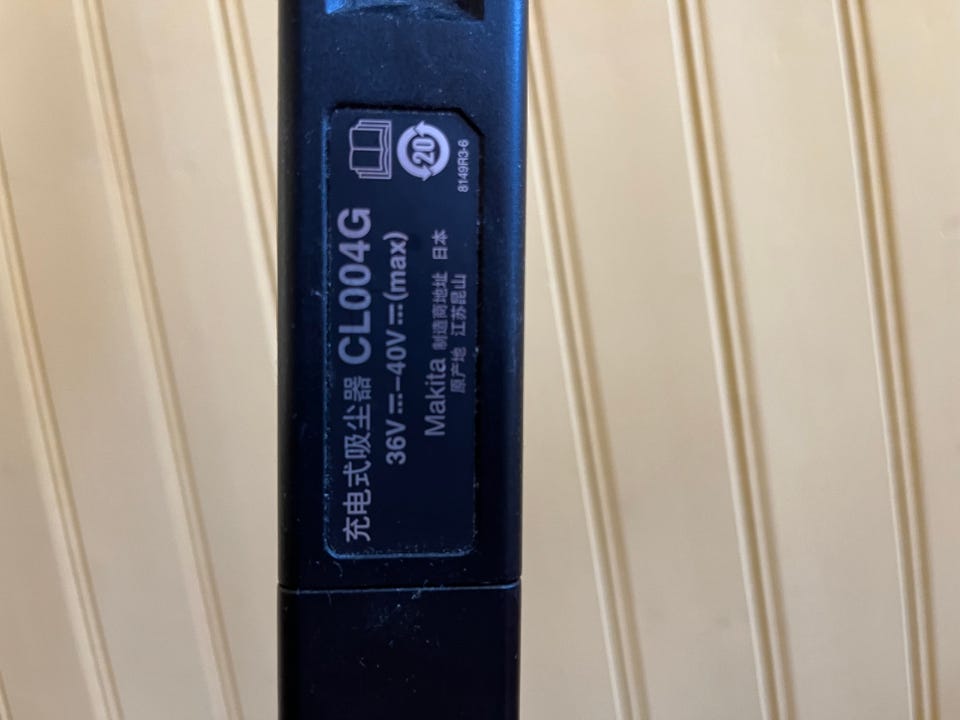 充电式吸尘器 CL004G
36V⎓–40V⎓(max)
Makita 制造商地址 日本
原产地 江苏昆山
20
8149R3-6